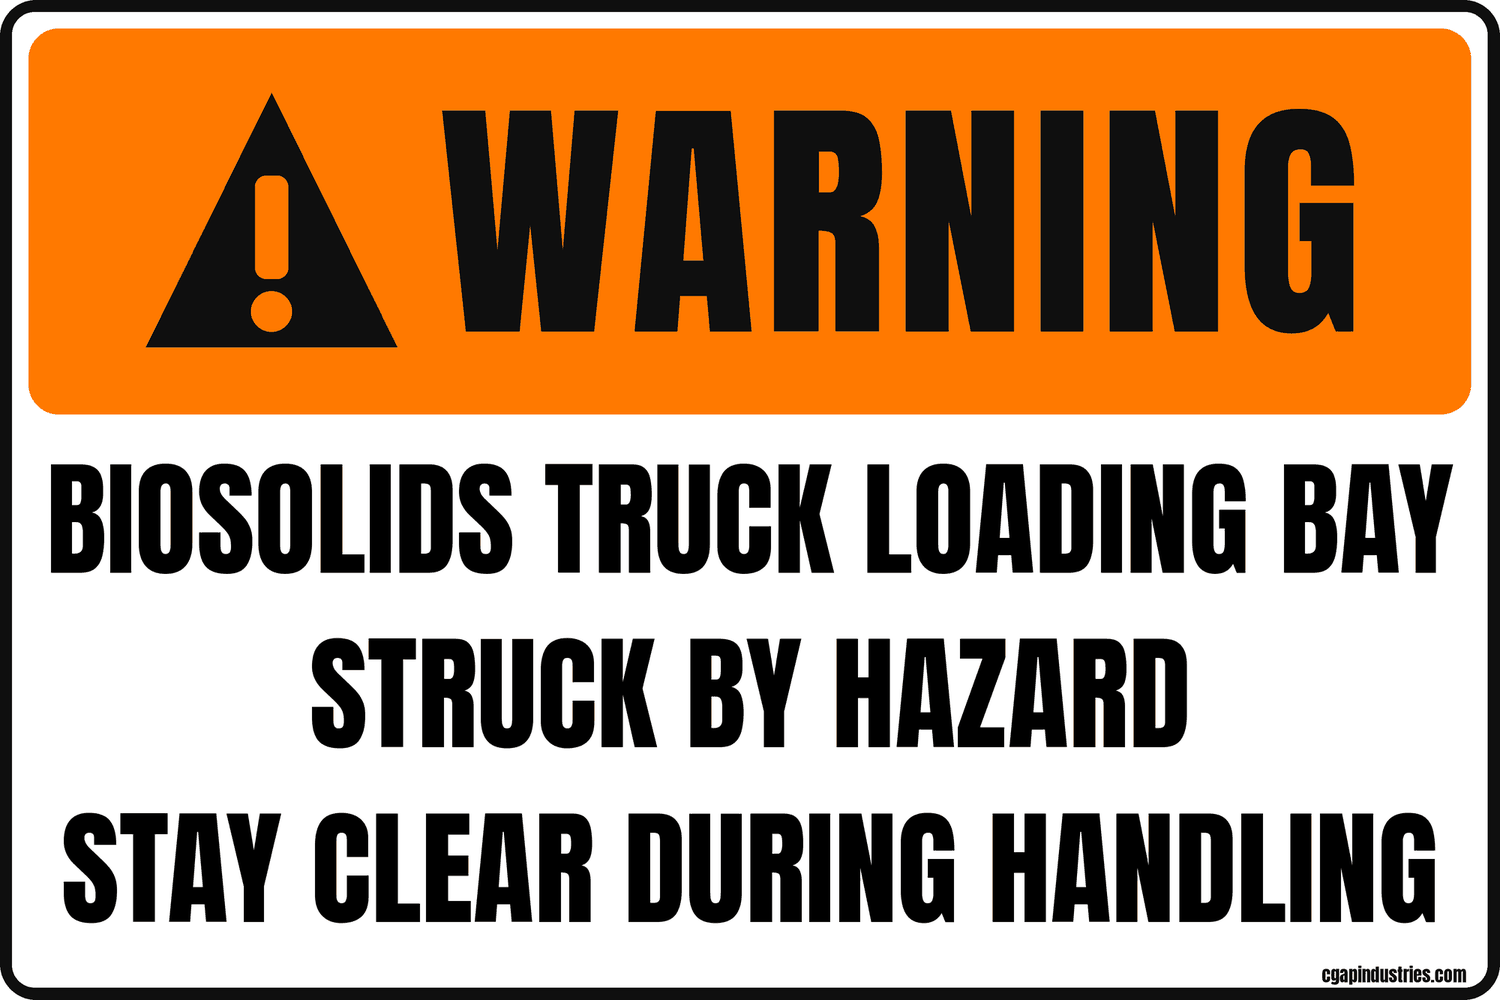 WARNING
BIOSOLIDS TRUCK LOADING BAY
STRUCK BY HAZARD
STAY CLEAR DURING HANDLING
cgapindustries.com